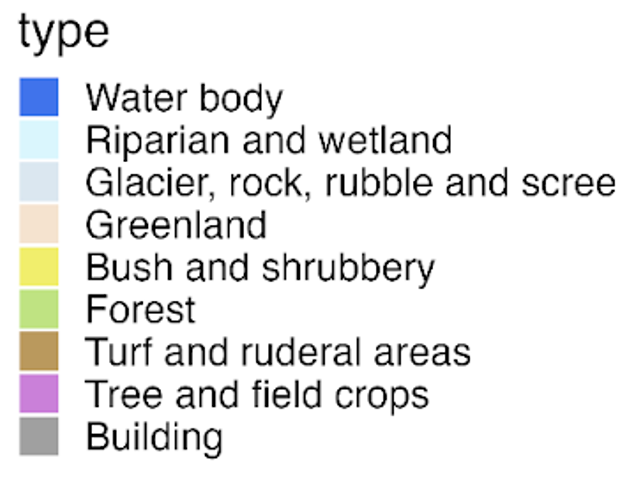 type
Water body
Riparian and wetland
Glacier, rock, rubble and scree
Greenland
Bush and shrubbery
Forest
Turf and ruderal areas
Tree and field crops
Building